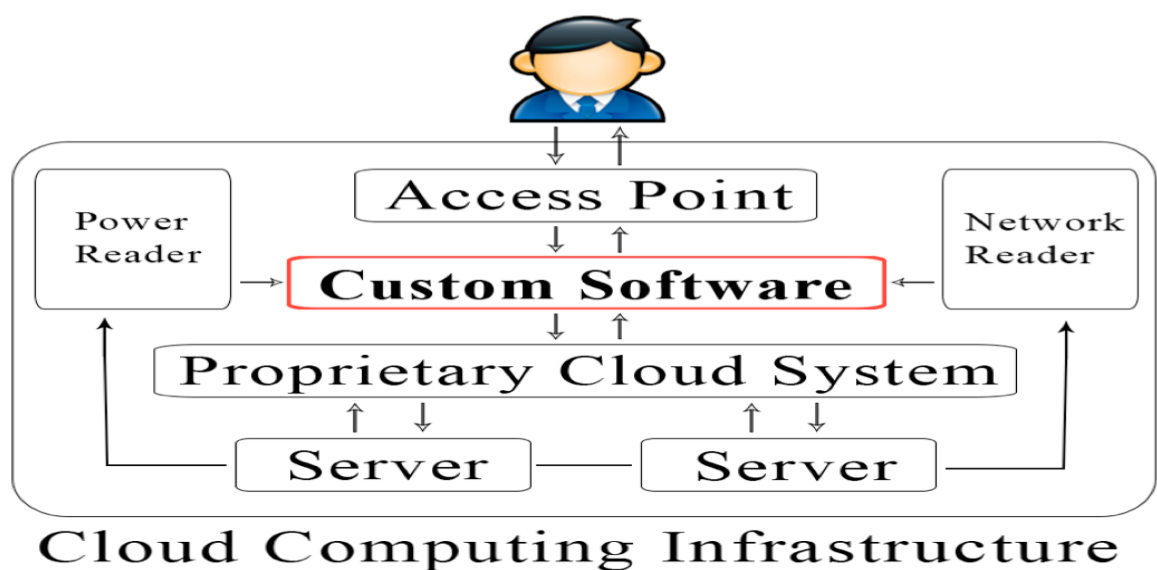 Access Point
Power
Reader
Network
Reader
Custom Software
Proprietary Cloud System
Server
Server
Cloud Computing Infrastructure